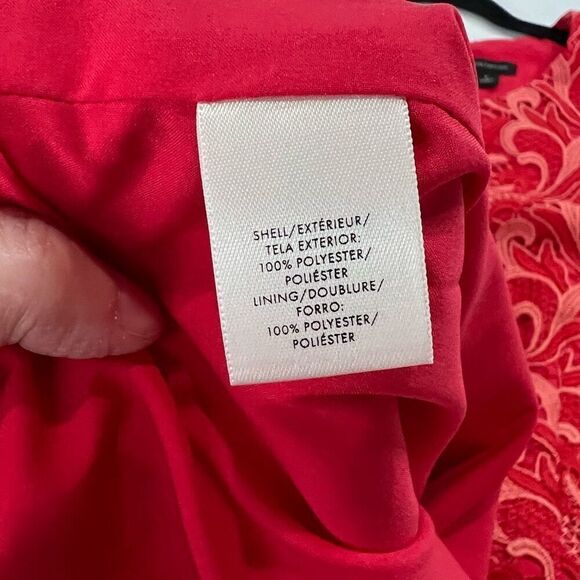 SHELL/EXTÉRIEUR/
TELA EXTERIOR:
100% POLYESTER/
POLIÉSTER
LINING/DOUBLURE/
FORRO:
100% POLYESTER/
POLIÉSTER